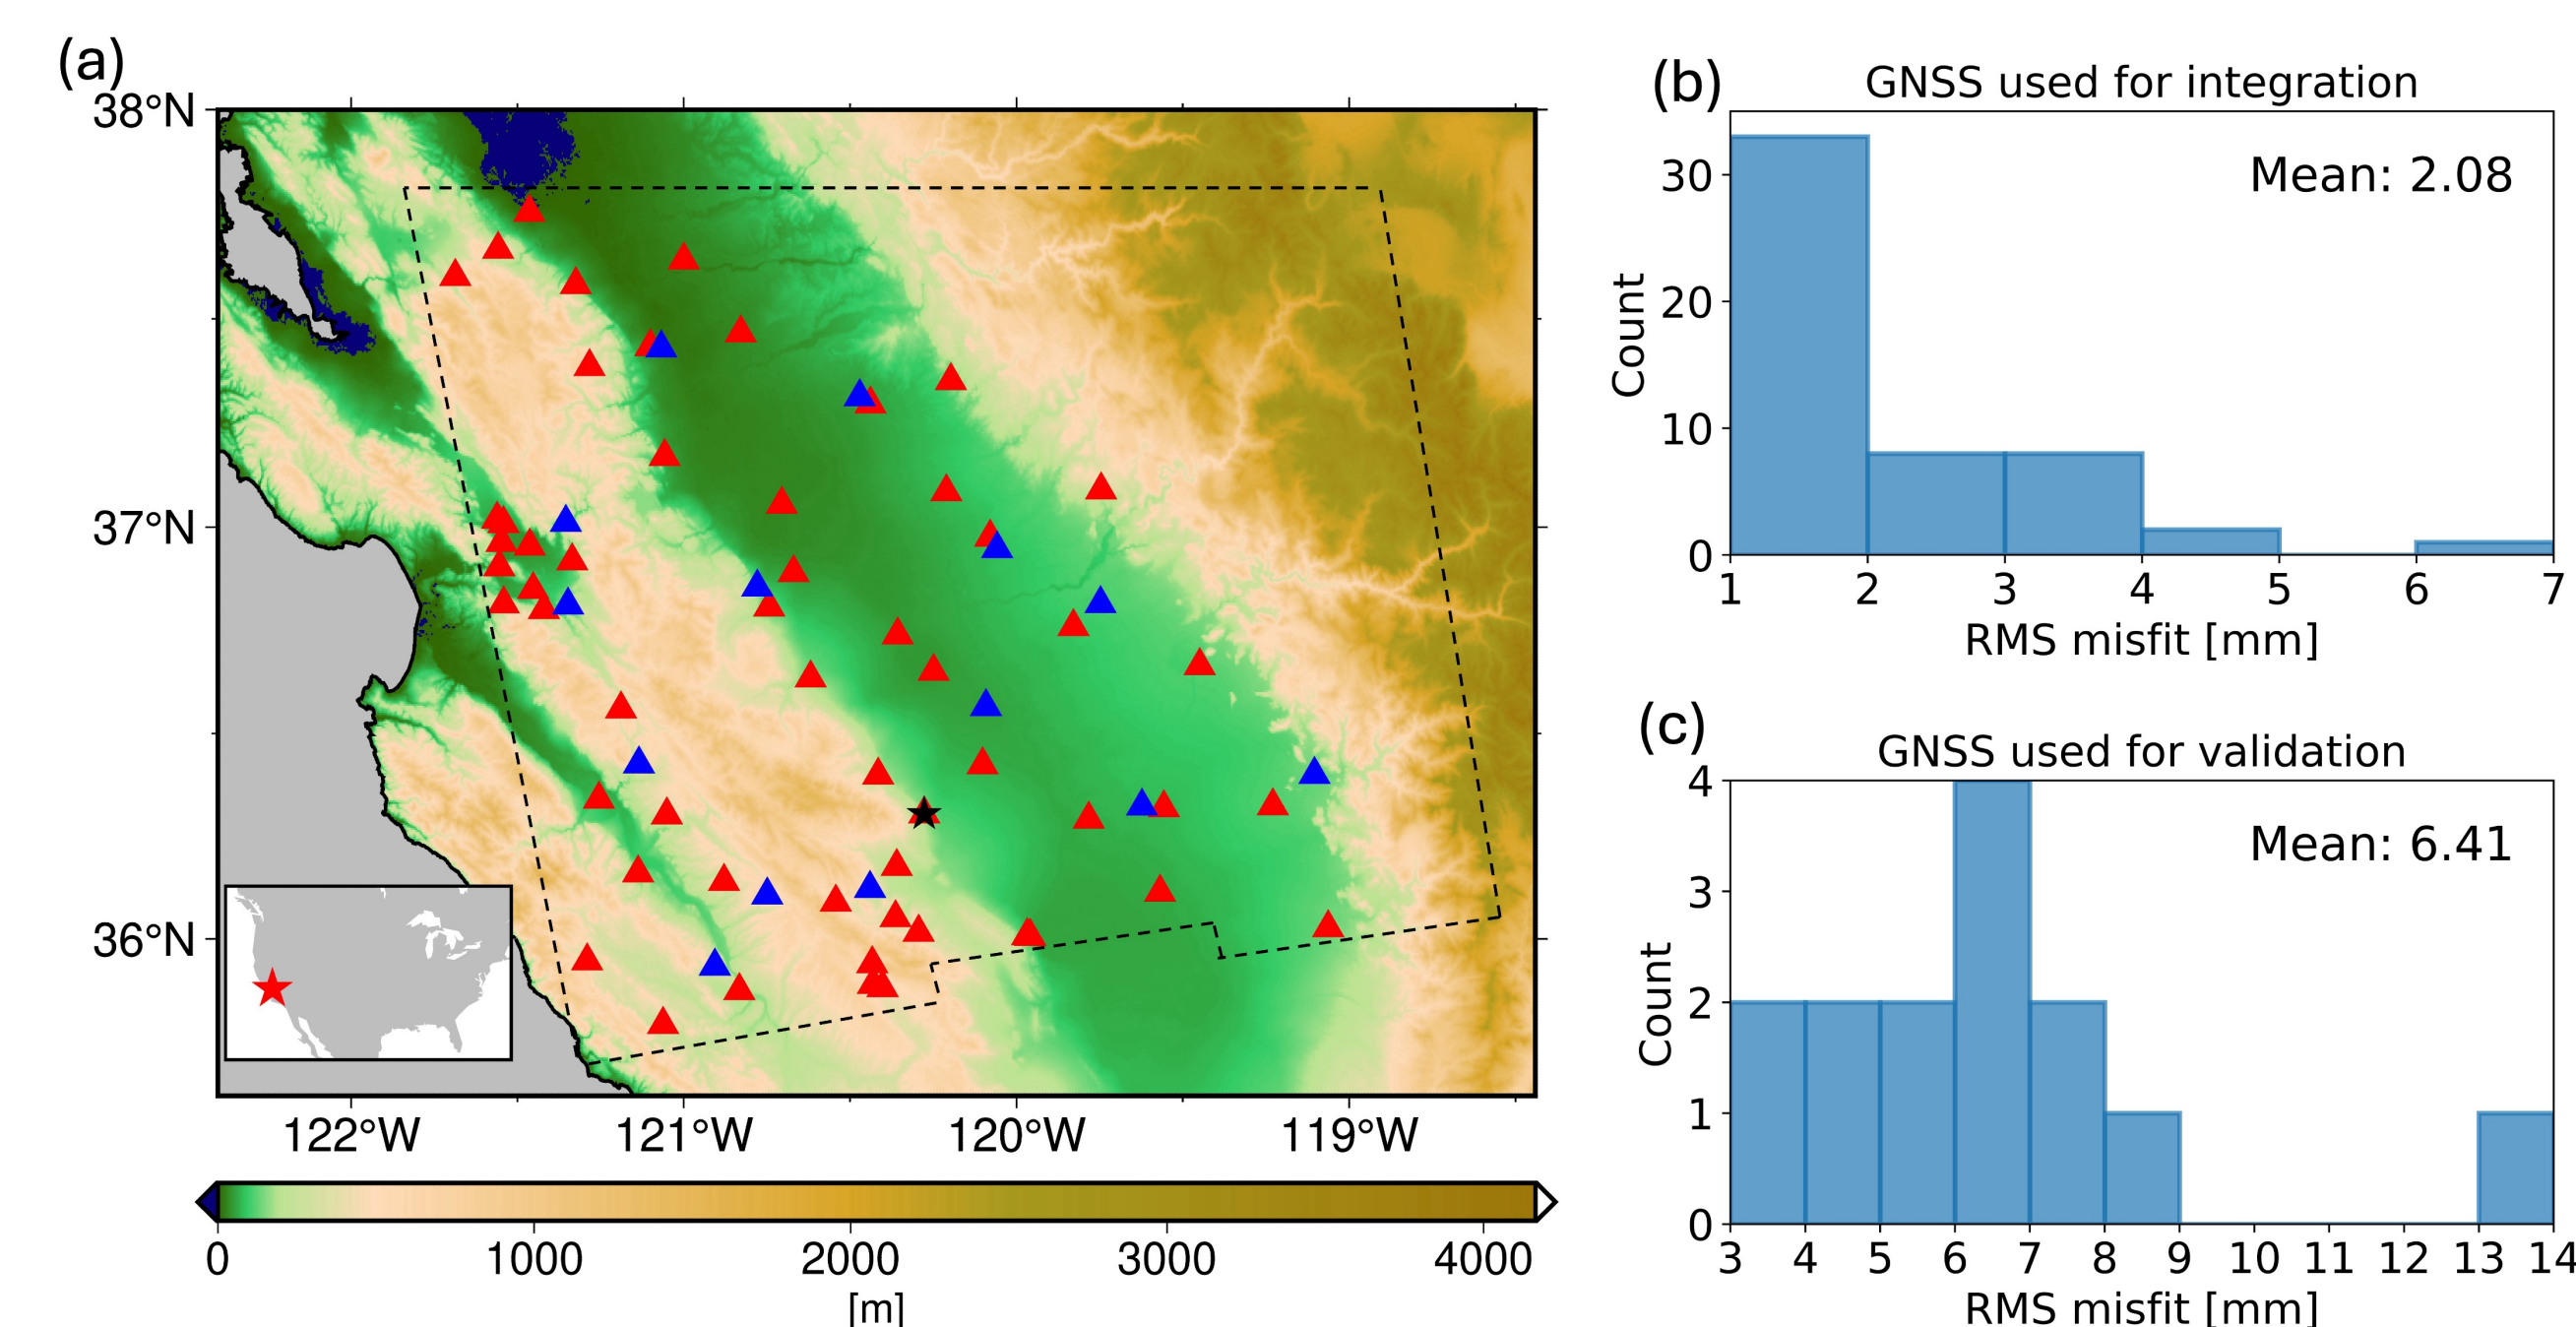 (a)
38°N
37°N
36°N
122°W 121°W 120°W 119°W
0 1000 2000 3000 4000
[m]
(b)
GNSS used for integration
Mean: 2.08
Count
30
20
10
0
1 2 3 4 5 6 7
RMS misfit [mm]
(c)
GNSS used for validation
Mean: 6.41
Count
4
3
2
1
0
3 4 5 6 7 8 9 10 11 12 13 14
RMS misfit [mm]